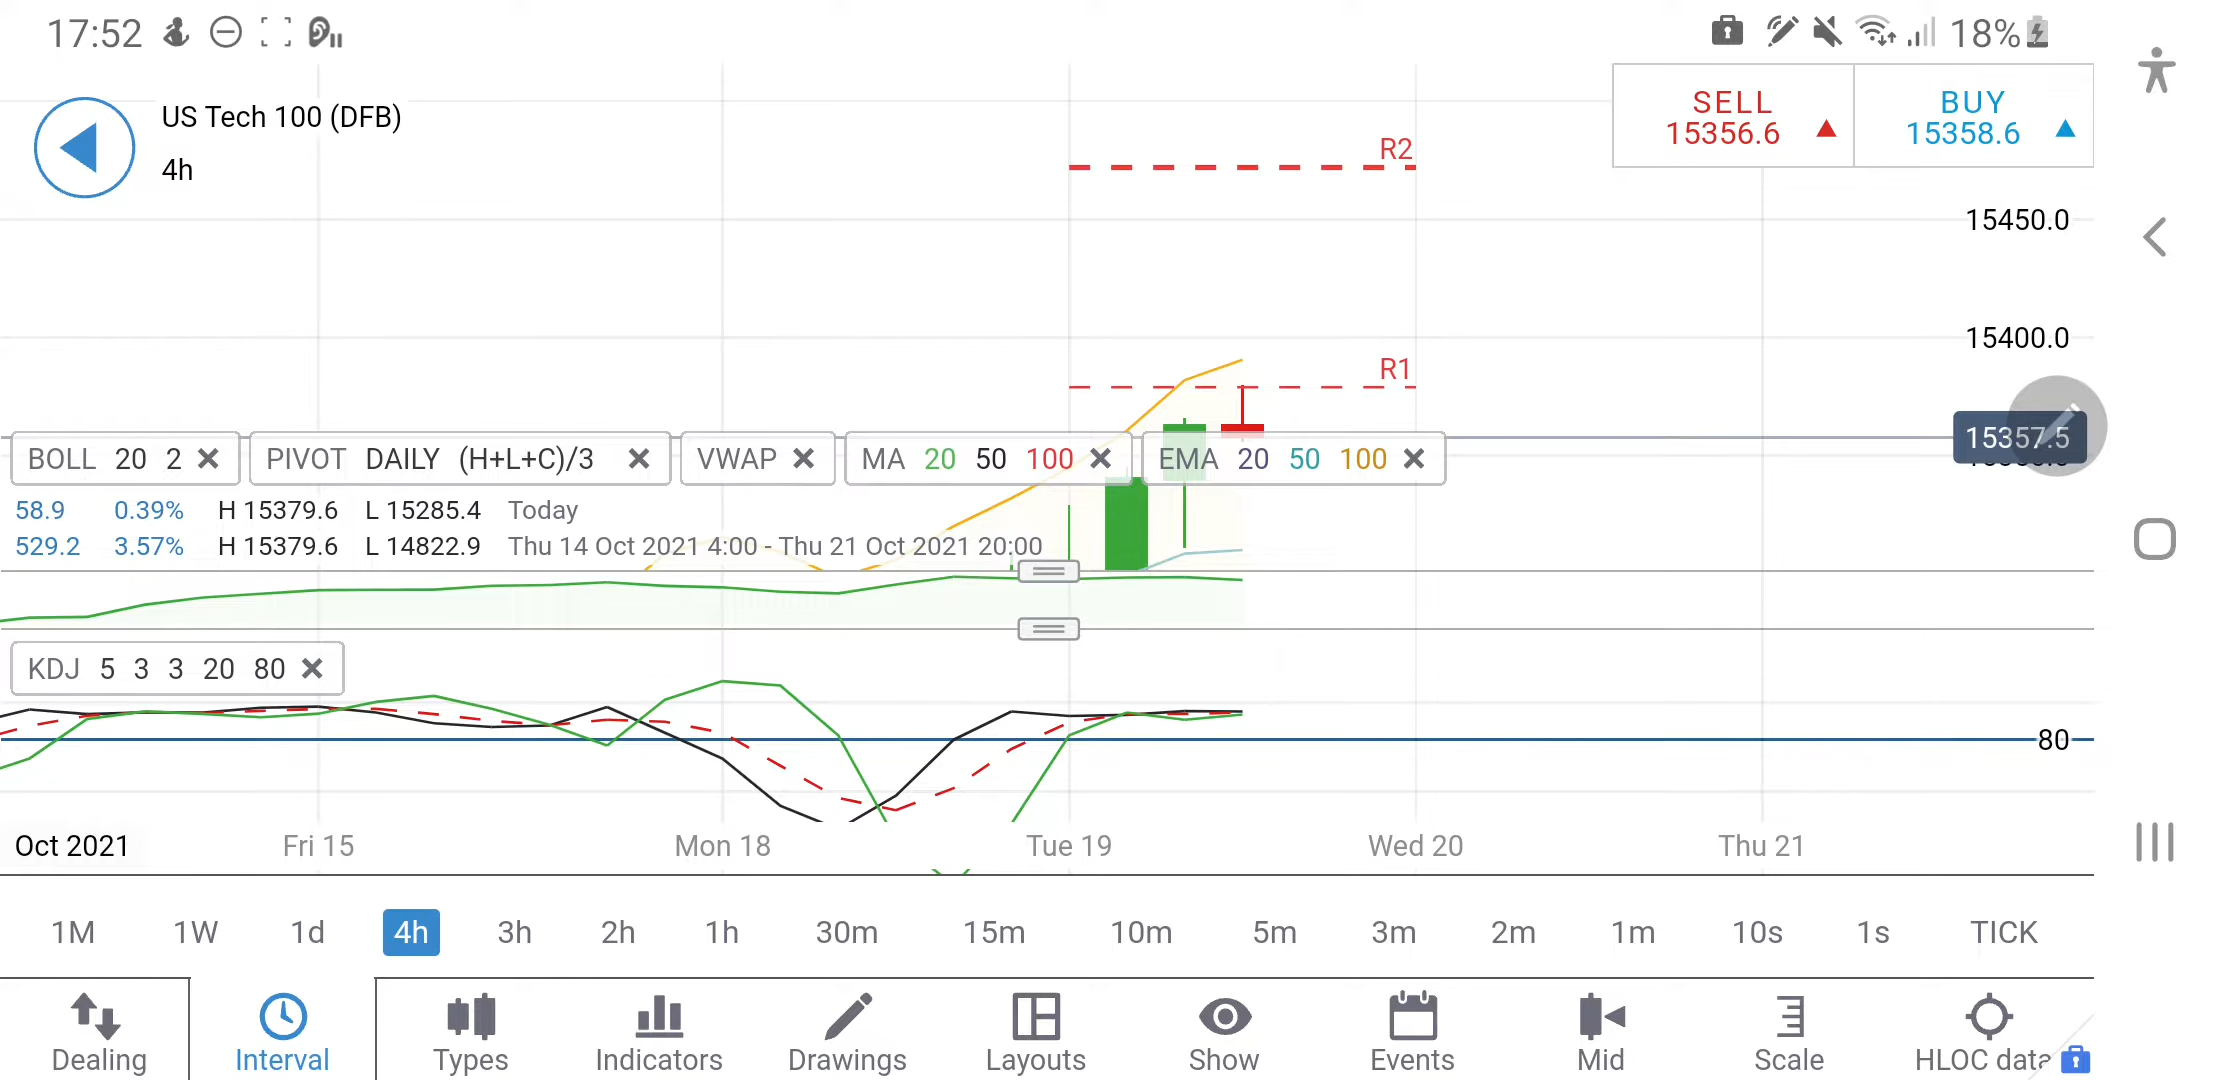 17:52 18%
US Tech 100 (DFB)
4h
SELL
15356.6
BUY
15358.6
R2
15450.0
15400.0
R1
15357.5
BOLL 20 2 PIVOT DAILY (H+L+C)/3 VWAP MA 20 50 100 EMA 20 50 100
58.9 0.39% H 15379.6 L 15285.4 Today
529.2 3.57% H 15379.6 L 14822.9 Thu 14 Oct 2021 4:00 - Thu 21 Oct 2021 20:00
KDJ 5 3 3 20 80
80
Oct 2021 Fri 15 Mon 18 Tue 19 Wed 20 Thu 21
1M 1W 1d 4h 3h 2h 1h 30m 15m 10m 5m 3m 2m 1m 10s 1s TICK
Dealing Interval Types Indicators Drawings Layouts Show Events Mid Scale HLOC data